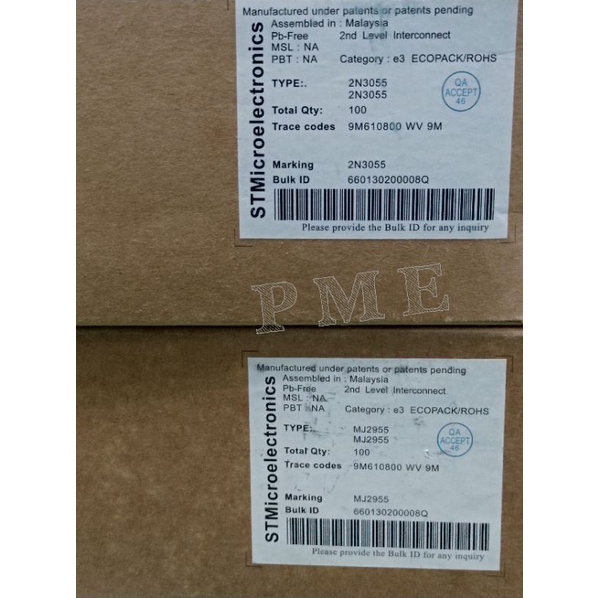 Manufactured under patents or patents pending
Assembled in : Malaysia
Pb-Free 2nd Level Interconnect
MSL : NA
PBT : NA Category : e3 ECOPACK/ROHS
TYPE:. 2N3055
2N3055
QA
ACCEPT
46
Total Qty: 100
Trace codes 9M610800 WV 9M
Marking 2N3055
Bulk ID 660130200008Q
Please provide the Bulk ID for any inquiry
STMicroelectronics
PME
Manufactured under patents or patents pending
Assembled in : Malaysia
Pb-Free 2nd Level Interconnect
MSL : NA
PBT : NA Category : e3 ECOPACK/ROHS
TYPE:. MJ2955
MJ2955
QA
ACCEPT
46
Total Qty: 100
Trace codes 9M610800 WV 9M
Marking MJ2955
Bulk ID 660130200008Q
Please provide the Bulk ID for any inquiry
STMicroelectronics